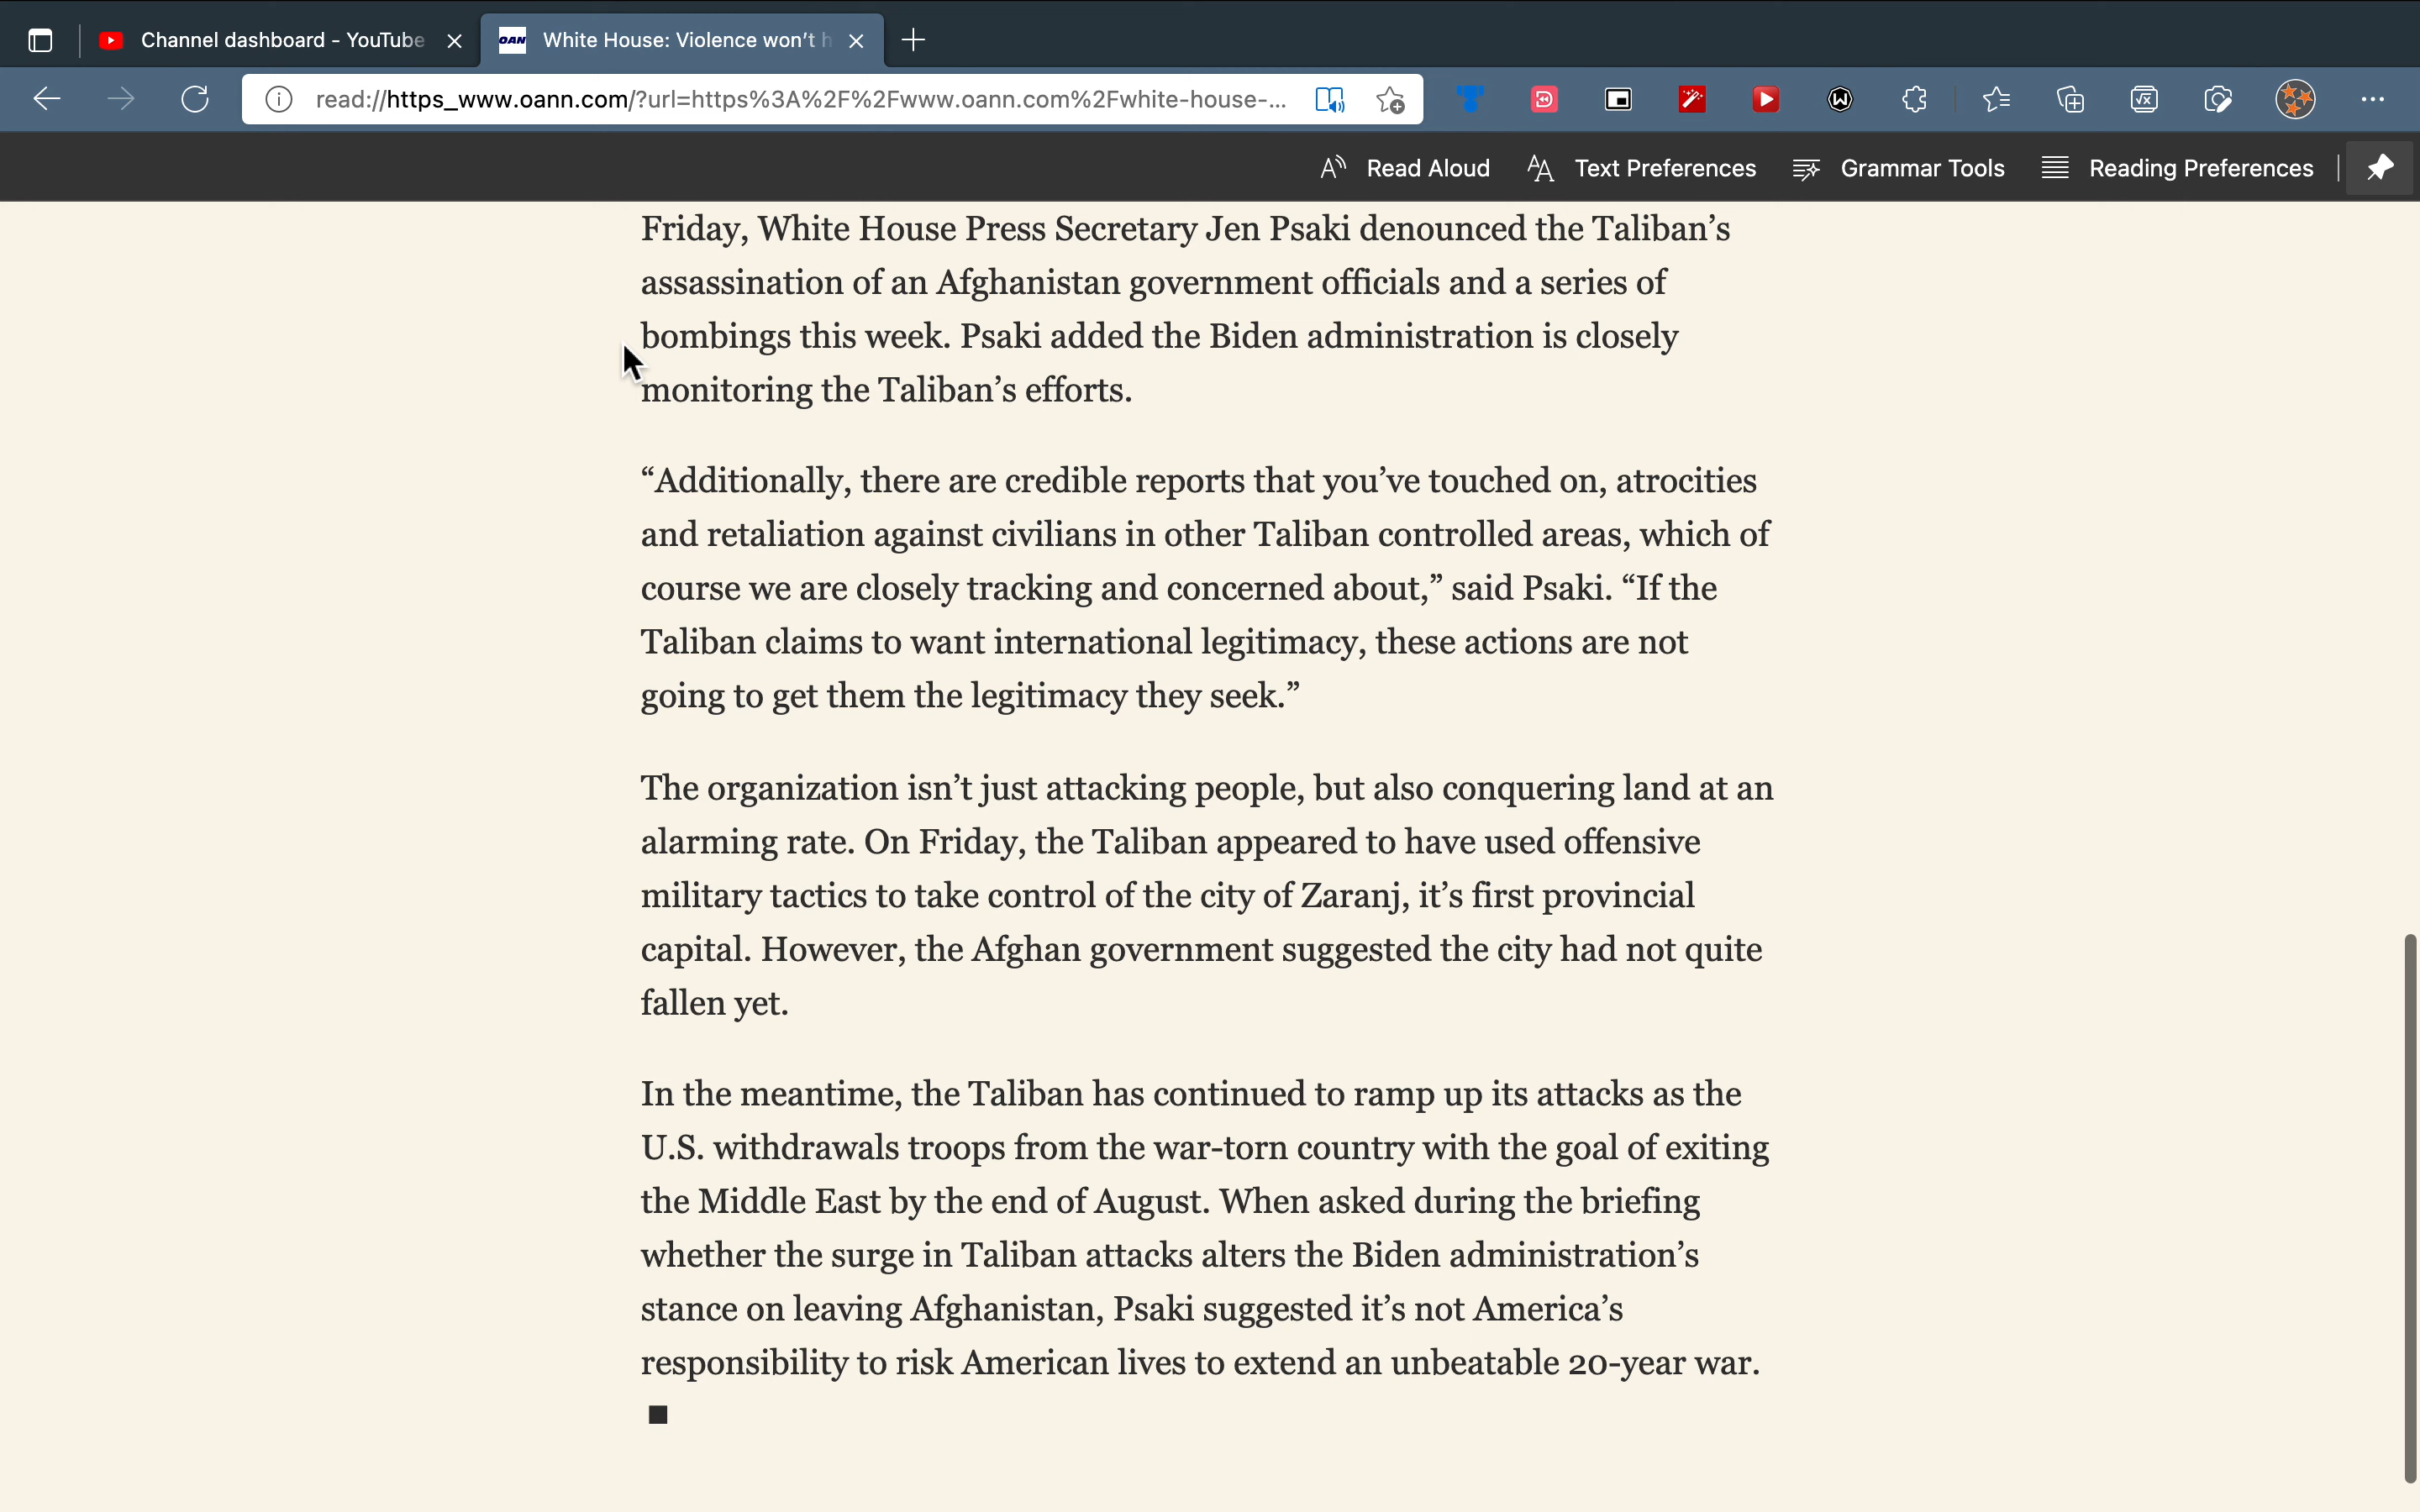 Channel dashboard - YouTube
OAN White House: Violence won't h
read://https_www.oann.com/?url=https%3A%2F%2Fwww.oann.com%2Fwhite-house-...
Read Aloud Text Preferences Grammar Tools Reading Preferences
Friday, White House Press Secretary Jen Psaki denounced the Taliban’s
assassination of an Afghanistan government officials and a series of
bombings this week. Psaki added the Biden administration is closely
monitoring the Taliban’s efforts.
“Additionally, there are credible reports that you’ve touched on, atrocities
and retaliation against civilians in other Taliban controlled areas, which of
course we are closely tracking and concerned about,” said Psaki. “If the
Taliban claims to want international legitimacy, these actions are not
going to get them the legitimacy they seek.”
The organization isn’t just attacking people, but also conquering land at an
alarming rate. On Friday, the Taliban appeared to have used offensive
military tactics to take control of the city of Zaranj, it’s first provincial
capital. However, the Afghan government suggested the city had not quite
fallen yet.
In the meantime, the Taliban has continued to ramp up its attacks as the
U.S. withdrawals troops from the war-torn country with the goal of exiting
the Middle East by the end of August. When asked during the briefing
whether the surge in Taliban attacks alters the Biden administration’s
stance on leaving Afghanistan, Psaki suggested it’s not America’s
responsibility to risk American lives to extend an unbeatable 20-year war.